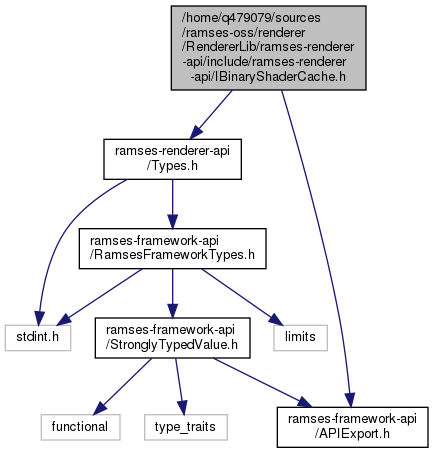 /home/q479079/sources
/ramses-oss/renderer
/RendererLib/ramses-renderer
-api/include/ramses-renderer
-api/IBinaryShaderCache.h
ramses-renderer-api
/Types.h
ramses-framework-api
/RamsesFrameworkTypes.h
stdint.h
ramses-framework-api
/StronglyTypedValue.h
limits
functional
type_traits
ramses-framework-api
/APIExport.h